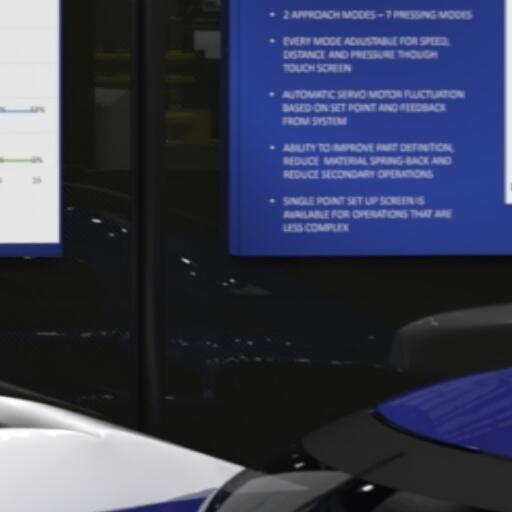 • 2 APPROACH MODES – 7 PRESSING MODES
• EVERY MODE ADJUSTABLE FOR SPEED,
DISTANCE AND PRESSURE THOUGH
TOUCH SCREEN
• AUTOMATIC SERVO MOTOR FLUCTUATION
BASED ON SET POINT AND FEEDBACK
FROM SYSTEM
• ABILITY TO IMPROVE PART DEFINITION,
REDUCE MATERIAL SPRING-BACK AND
REDUCE SECONDARY OPERATIONS
• SINGLE POINT SET UP SCREEN IS
AVAILABLE FOR OPERATIONS THAT ARE
LESS COMPLEX
16